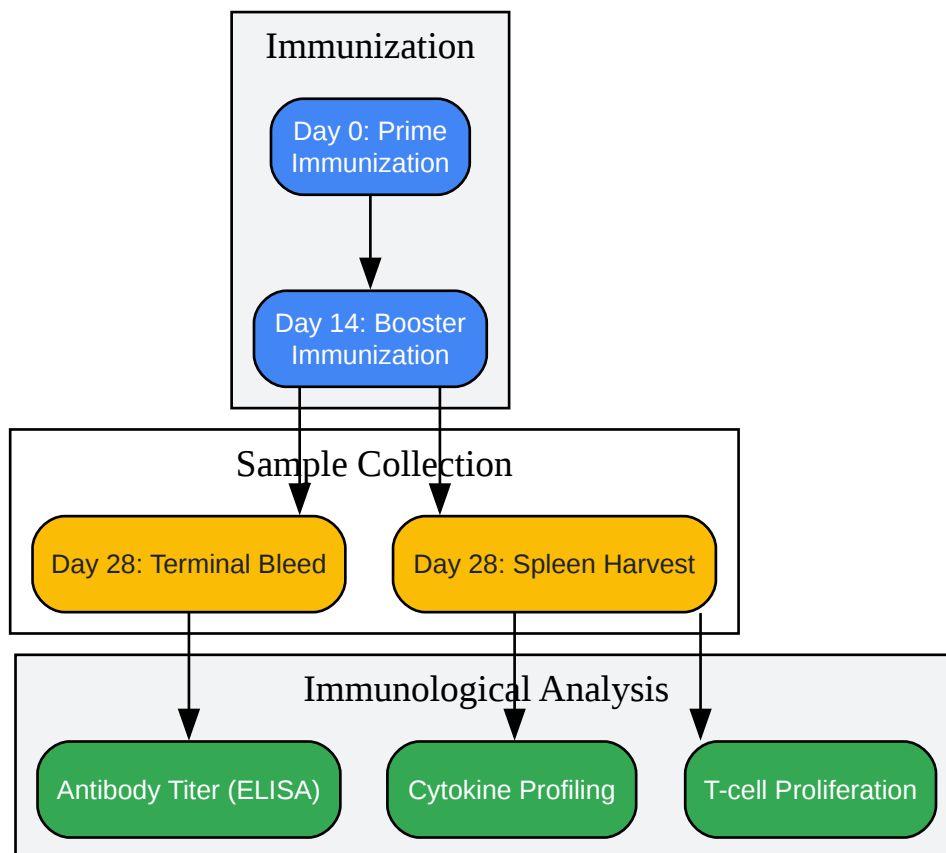 Immunization
Day 0: Prime
Immunization
Day 14: Booster
Immunization
Sample Collection
Day 28: Terminal Bleed
Day 28: Spleen Harvest
Immunological Analysis
Antibody Titer (ELISA)
Cytokine Profiling
T-cell Proliferation